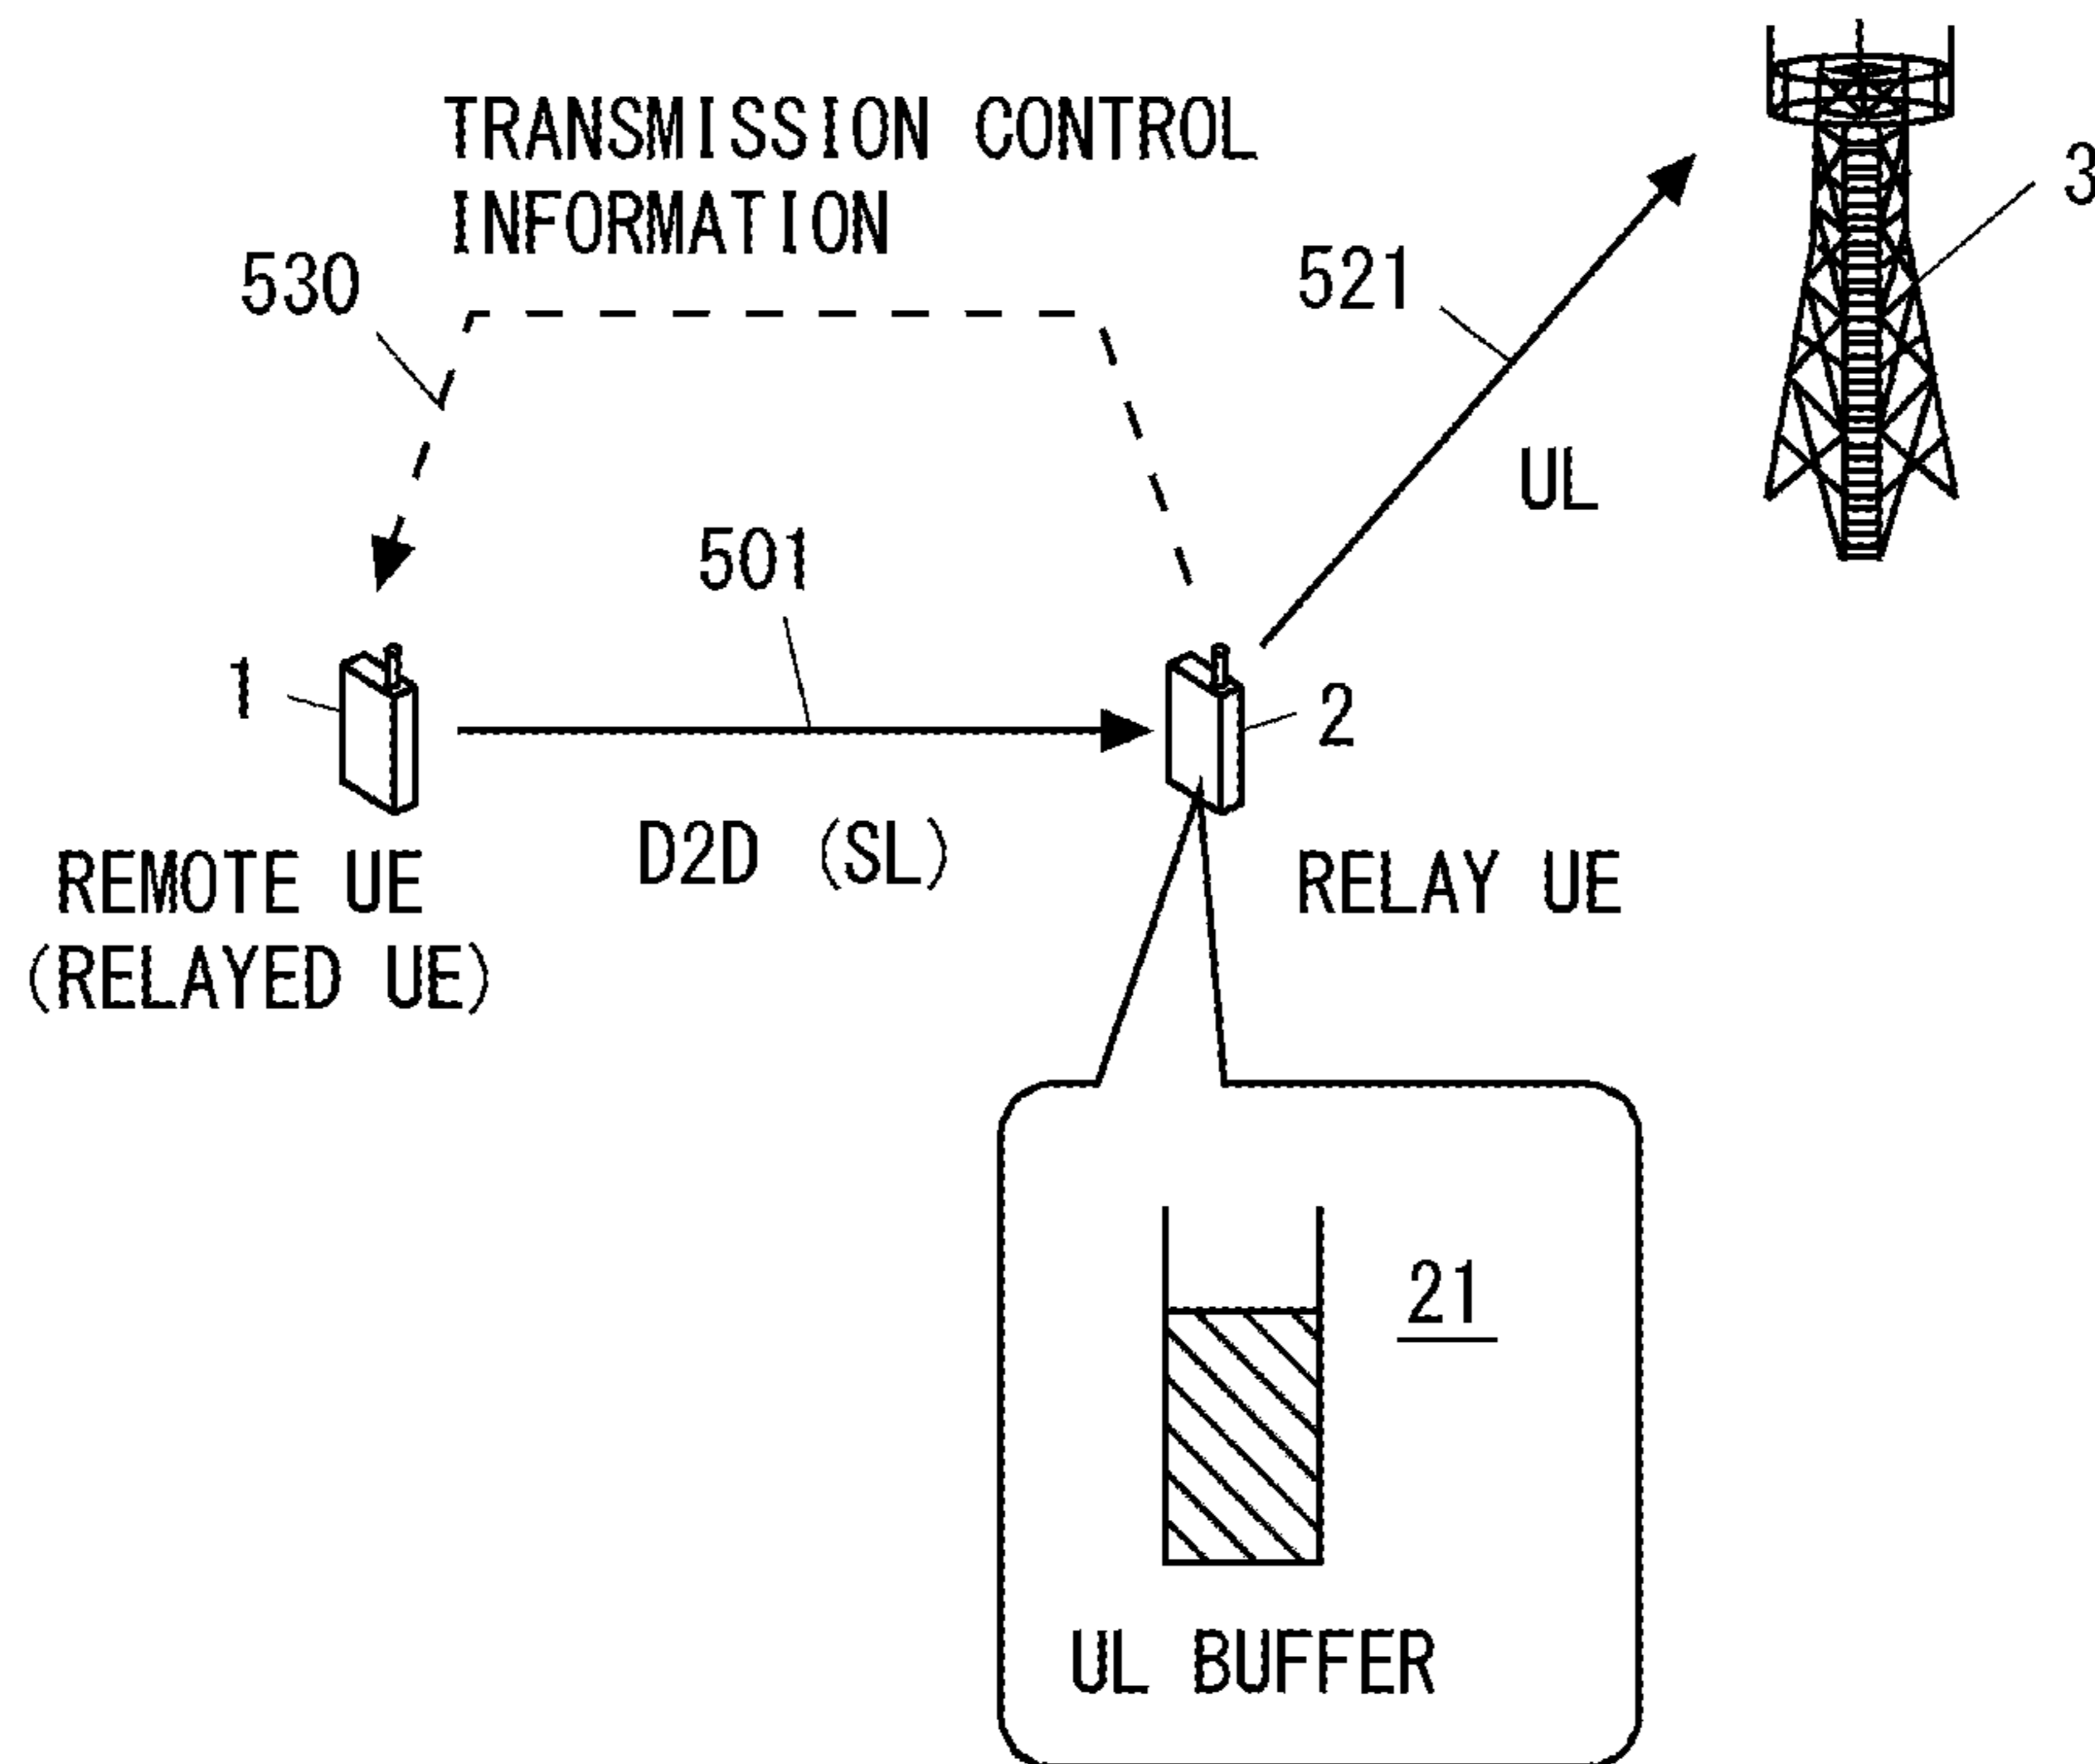 TRANSMISSION CONTROL
INFORMATION
3
530
521
UL
501
1
2
D2D (SL)
REMOTE UE
(RELAYED UE)
RELAY UE
21
UL BUFFER